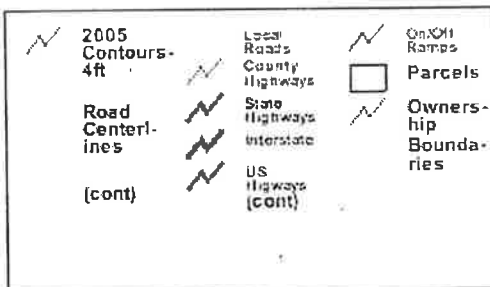 2005
Contours-
4ft
Road
Centerl-
ines
(cont)
Local
Roads
County
Highways
State
Highways
Interstate
US
Highways
(cont)
On/Off
Ramps
Parcels
Owners-
hip
Bounda-
ries